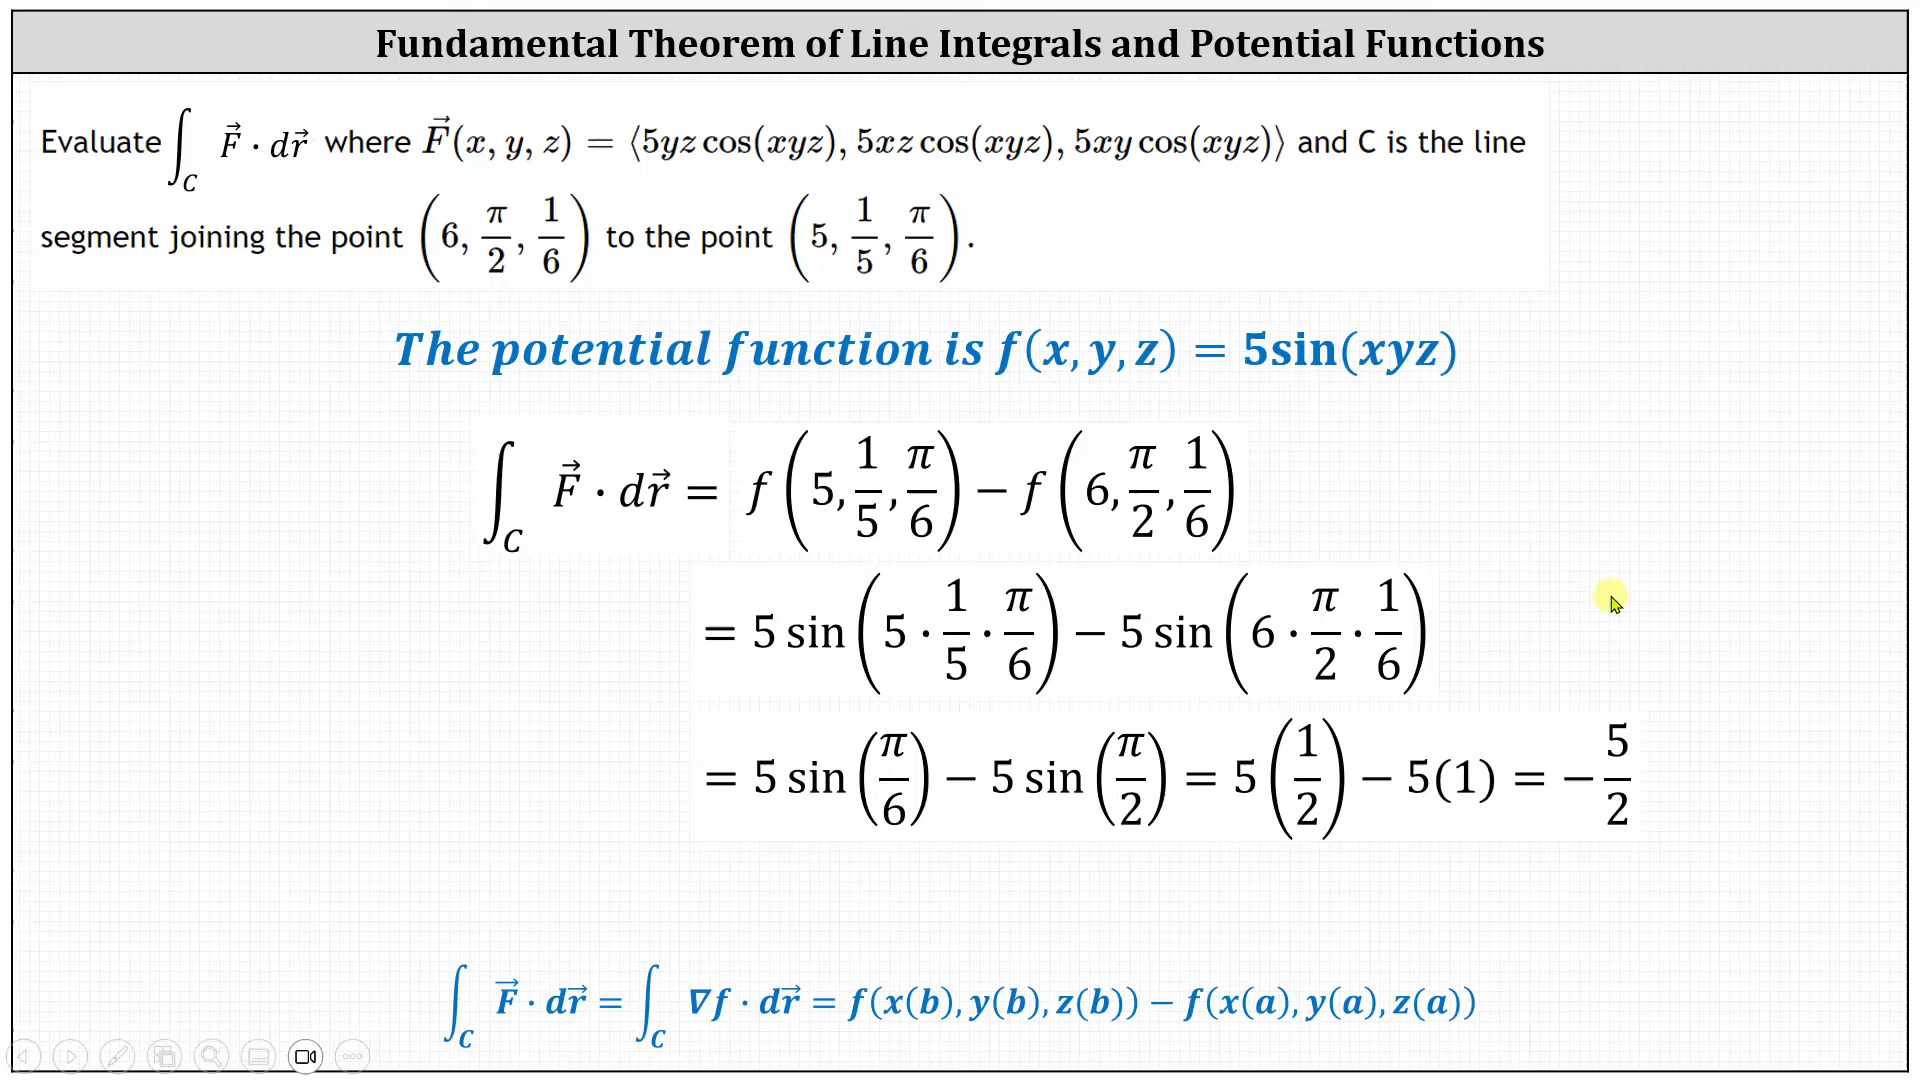 Fundamental Theorem of Line Integrals and Potential Functions
Evaluate ∫_C F⃗ · dr⃗ where F⃗(x, y, z) = ⟨5yz cos(xyz), 5xz cos(xyz), 5xy cos(xyz)⟩ and C is the line
segment joining the point (6, π/2, 1/6) to the point (5, 1/5, π/6).
The potential function is f(x, y, z) = 5sin(xyz)
∫_C F⃗ · dr⃗ = f(5, 1/5, π/6) − f(6, π/2, 1/6)
= 5 sin(5 · 1/5 · π/6) − 5 sin(6 · π/2 · 1/6)
= 5 sin(π/6) − 5 sin(π/2) = 5(1/2) − 5(1) = −5/2
∫_C F⃗ · dr⃗ = ∫_C ∇f · dr⃗ = f(x(b), y(b), z(b)) − f(x(a), y(a), z(a))